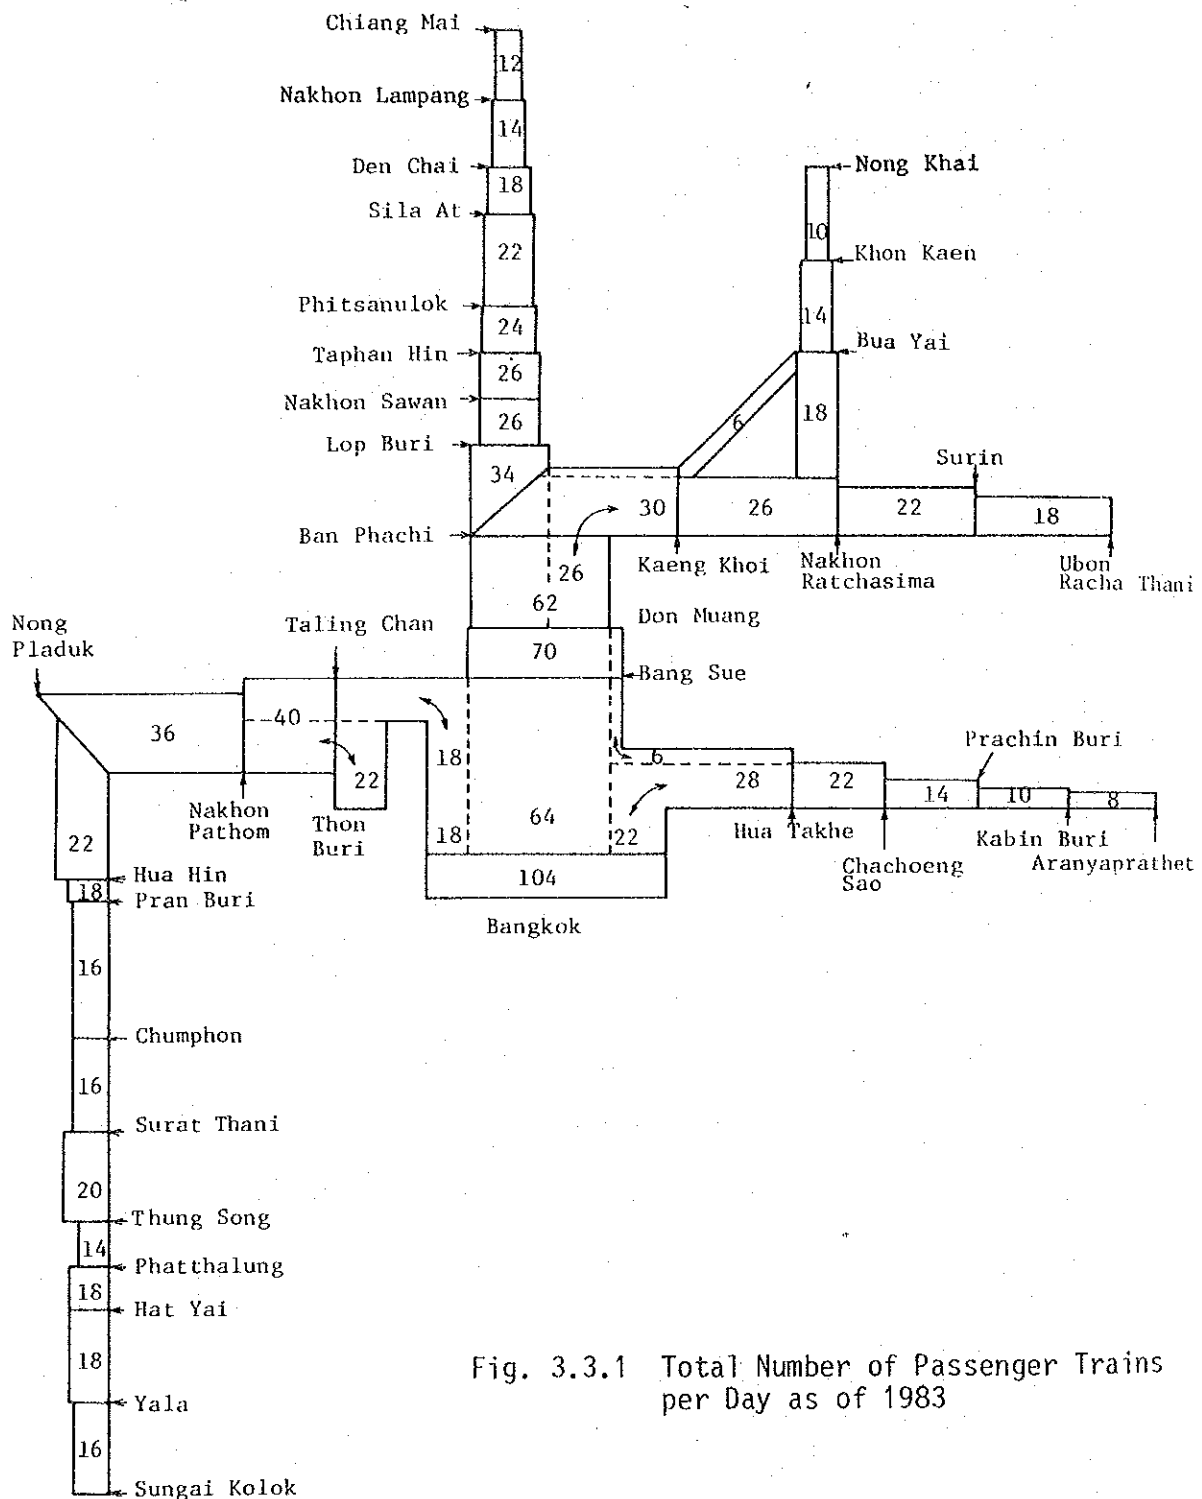 Chiang Mai
12
Nakhon Lampang
14
Den Chai
18
Sila At
22
Phitsanulok
24
Taphan Hin
26
Nakhon Sawan
26
Lop Buri
34
Ban Phachi
Nong Khai
10
Khon Kaen
14
Bua Yai
6
18
Surin
30
26
22
18
Kaeng Khoi
Nakhon
Ratchasima
Ubon
Racha Thani
26
62
Don Muang
70
Bang Sue
Nong
Pladuk
Taling Chan
36
40
22
18
18
64
22
104
Bangkok
Nakhon
Pathom
Thon
Buri
6
28
22
14
10
8
Prachin Buri
Hua Takhe
Chachoeng
Sao
Kabin Buri
Aranyaprathet
22
Hua Hin
18
Pran Buri
16
Chumphon
16
Surat Thani
20
Thung Song
14
Phatthalung
18
Hat Yai
18
Yala
16
Sungai Kolok
Fig. 3.3.1 Total Number of Passenger Trains
per Day as of 1983